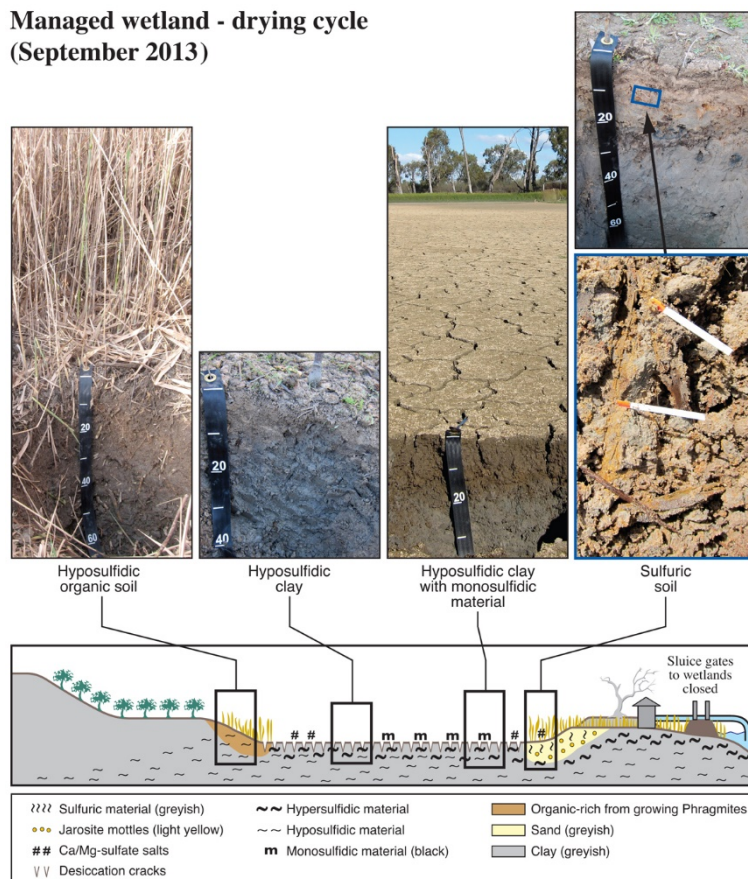 Managed wetland - drying cycle
(September 2013)
20
40
60
20
40
20
20
40
60
Hyposulfidic
organic soil
Hyposulfidic
clay
Hyposulfidic clay
with monosulfidic
material
Sulfuric
soil
Sluice gates
to wetlands
closed
# #
m m m m
#
#
Sulfuric material (greyish)
Jarosite mottles (light yellow)
## Ca/Mg-sulfate salts
Desiccation cracks
Hypersulfidic material
Hyposulfidic material
m Monosulfidic material (black)
Organic-rich from growing Phragmites
Sand (greyish)
Clay (greyish)